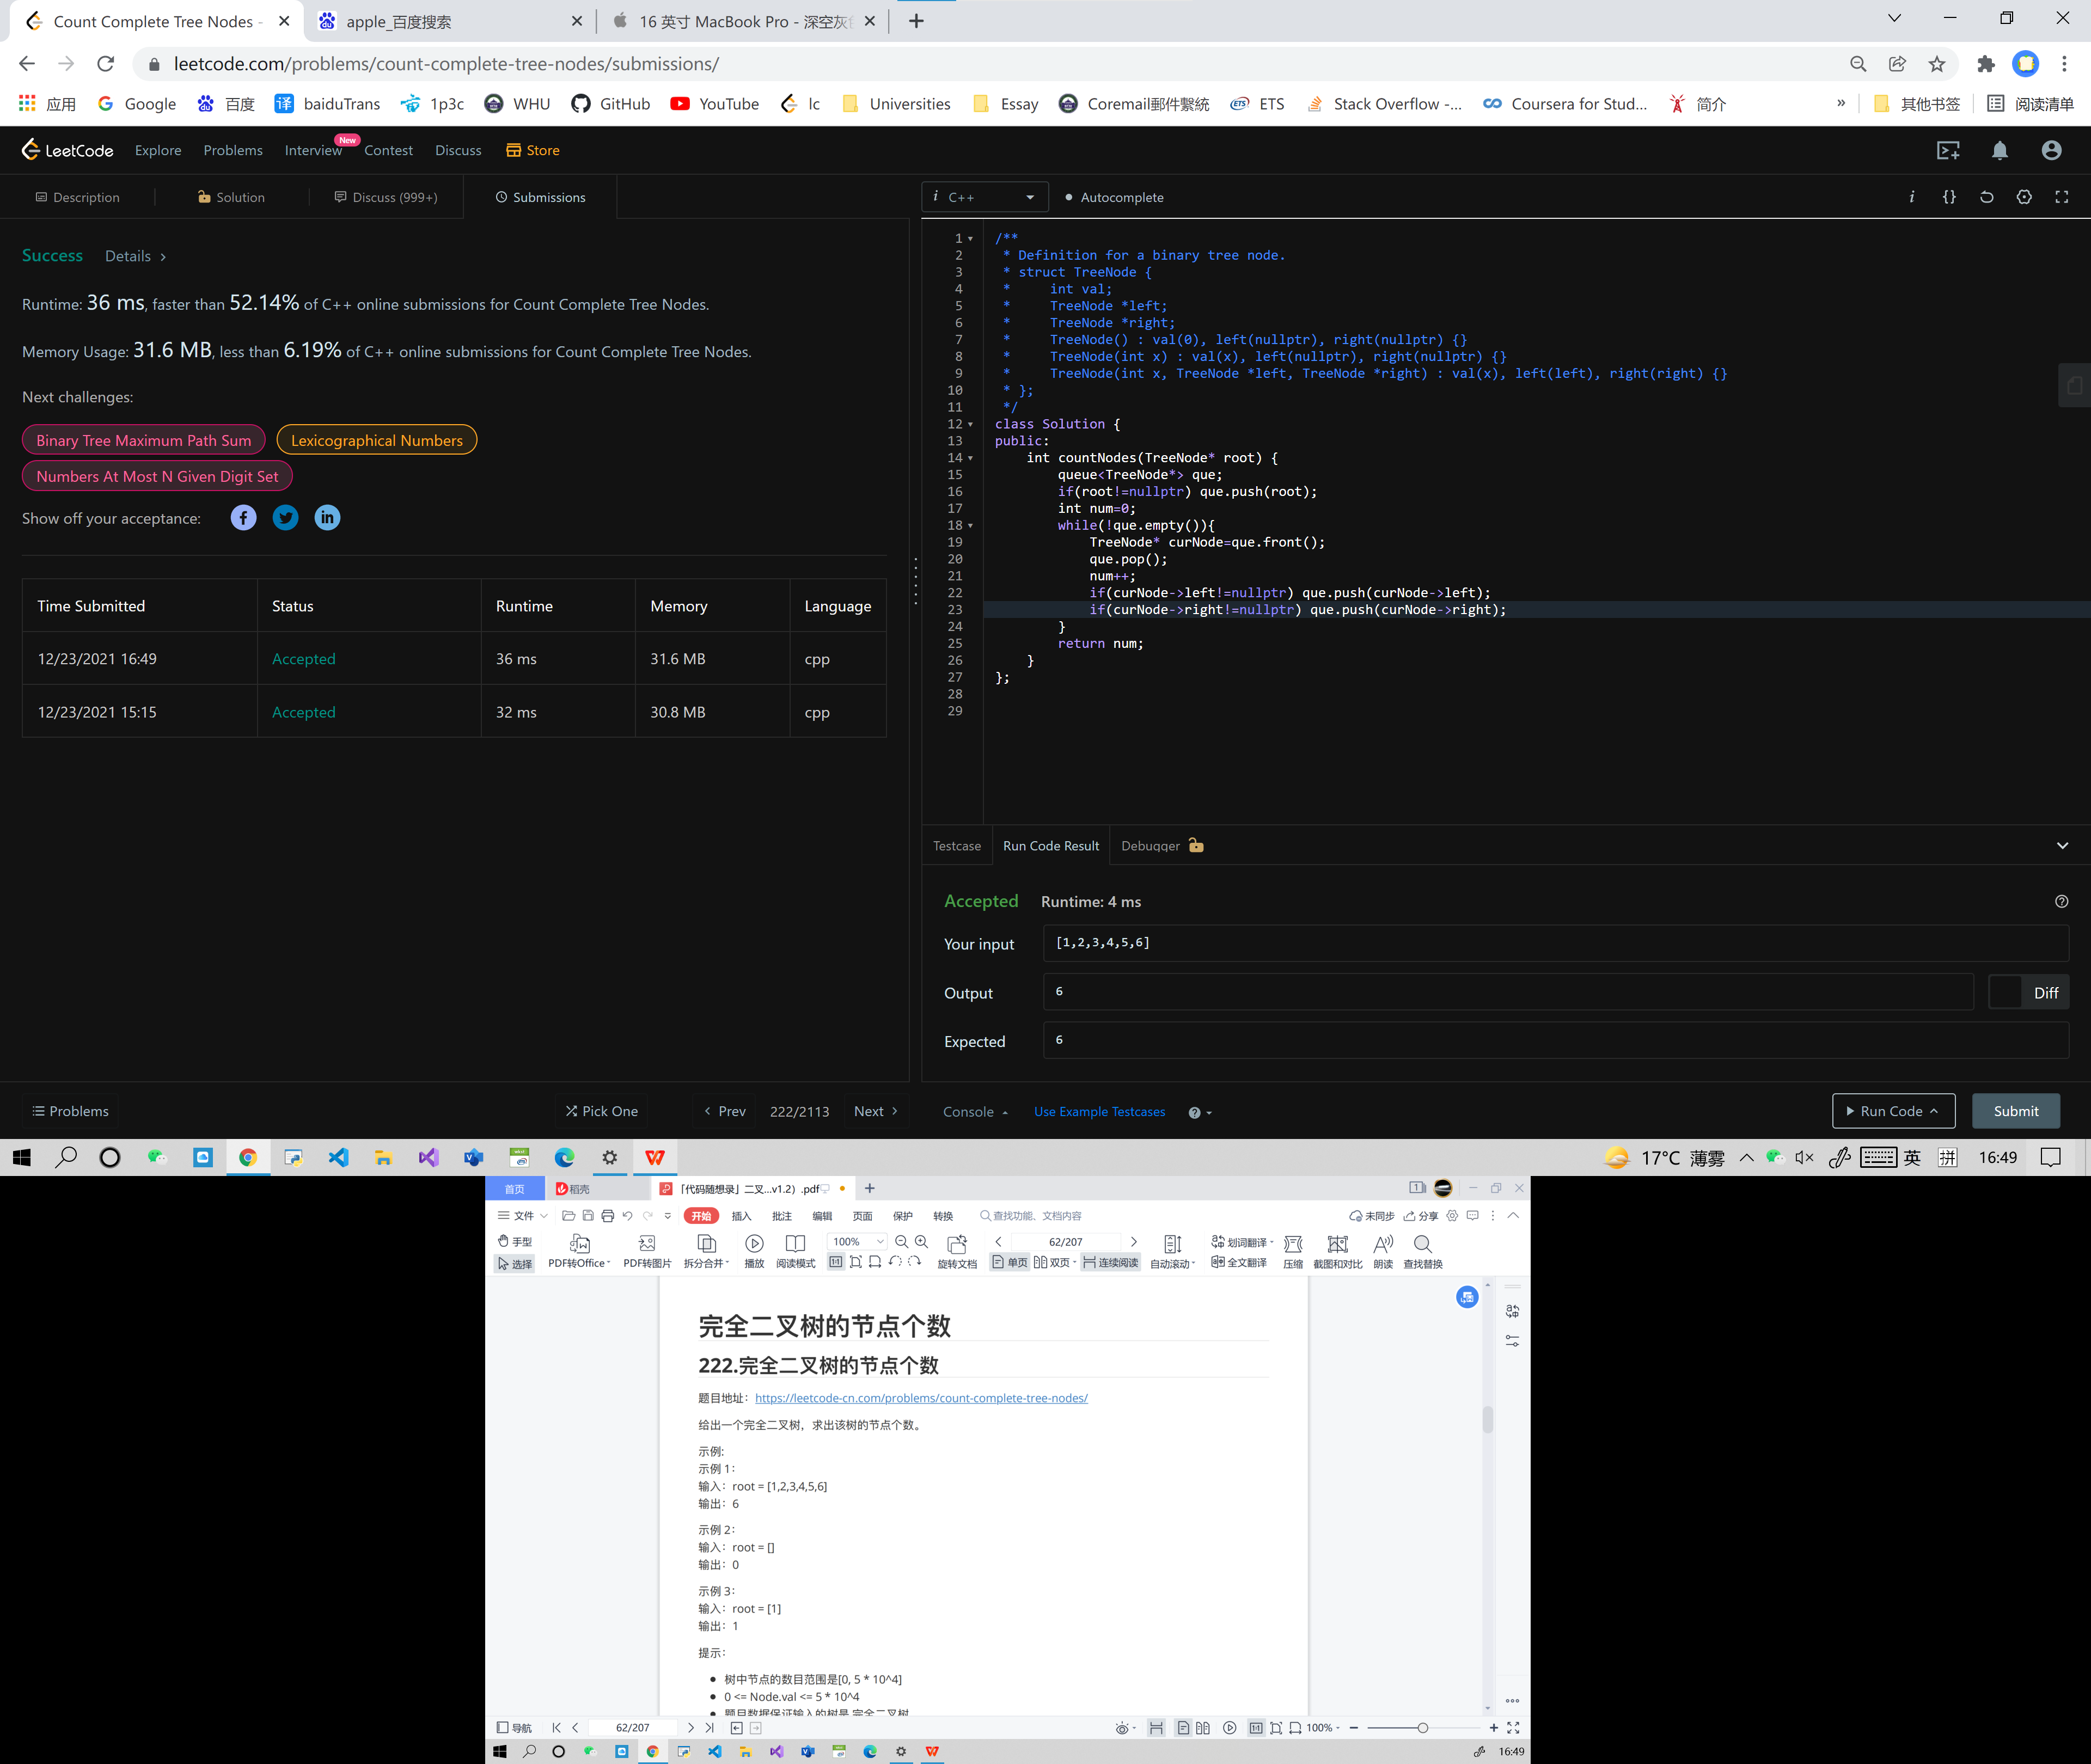 Count Complete Tree Nodes -
apple_百度搜索
16 英寸 MacBook Pro - 深空灰
leetcode.com/problems/count-complete-tree-nodes/submissions/
应用 Google 百度 baiduTrans 1p3c WHU GitHub YouTube lc Universities Essay Coremail郵件繫統 ETS Stack Overflow -... Coursera for Stud... 简介 » 其他书签 阅读清单
LeetCode Explore Problems Interview New Contest Discuss Store
Description Solution Discuss (999+) Submissions
Success Details >
Runtime: 36 ms, faster than 52.14% of C++ online submissions for Count Complete Tree Nodes.
Memory Usage: 31.6 MB, less than 6.19% of C++ online submissions for Count Complete Tree Nodes.
Next challenges:
Binary Tree Maximum Path Sum Lexicographical Numbers
Numbers At Most N Given Digit Set
Show off your acceptance:
Time Submitted Status Runtime Memory Language
12/23/2021 16:49 Accepted 36 ms 31.6 MB cpp
12/23/2021 15:15 Accepted 32 ms 30.8 MB cpp
Problems Pick One Prev 222/2113 Next
i C++ Autocomplete
1 /**
2 * Definition for a binary tree node.
3 * struct TreeNode {
4 *     int val;
5 *     TreeNode *left;
6 *     TreeNode *right;
7 *     TreeNode() : val(0), left(nullptr), right(nullptr) {}
8 *     TreeNode(int x) : val(x), left(nullptr), right(nullptr) {}
9 *     TreeNode(int x, TreeNode *left, TreeNode *right) : val(x), left(left), right(right) {}
10 * };
11 */
12 class Solution {
13 public:
14     int countNodes(TreeNode* root) {
15         queue<TreeNode*> que;
16         if(root!=nullptr) que.push(root);
17         int num=0;
18         while(!que.empty()){
19             TreeNode* curNode=que.front();
20             que.pop();
21             num++;
22             if(curNode->left!=nullptr) que.push(curNode->left);
23             if(curNode->right!=nullptr) que.push(curNode->right);
24         }
25         return num;
26     }
27 };
28
29
Testcase Run Code Result Debugger
Accepted Runtime: 4 ms
Your input [1,2,3,4,5,6]
Output 6 Diff
Expected 6
Console Use Example Testcases Run Code Submit
17°C 薄雾 英 拼 16:49
首页 稻壳 「代码随想录」二叉...v1.2）.pdf
文件 开始 插入 批注 编辑 页面 保护 转换 查找功能、文档内容 未同步 分享
手型 100% 62/207 划词翻译
选择 PDF转Office PDF转图片 拆分合并 播放 阅读模式 旋转文档 单页 双页 连续阅读 自动滚动 全文翻译 压缩 截图和对比 朗读 查找替换
完全二叉树的节点个数
222.完全二叉树的节点个数
题目地址：https://leetcode-cn.com/problems/count-complete-tree-nodes/
给出一个完全二叉树，求出该树的节点个数。
示例:
示例 1：
输入：root = [1,2,3,4,5,6]
输出：6
示例 2：
输入：root = []
输出：0
示例 3：
输入：root = [1]
输出：1
提示：
树中节点的数目范围是[0, 5 * 10^4]
0 <= Node.val <= 5 * 10^4
题目数据保证输入的树是 完全二叉树
导航 62/207 100%
16:49